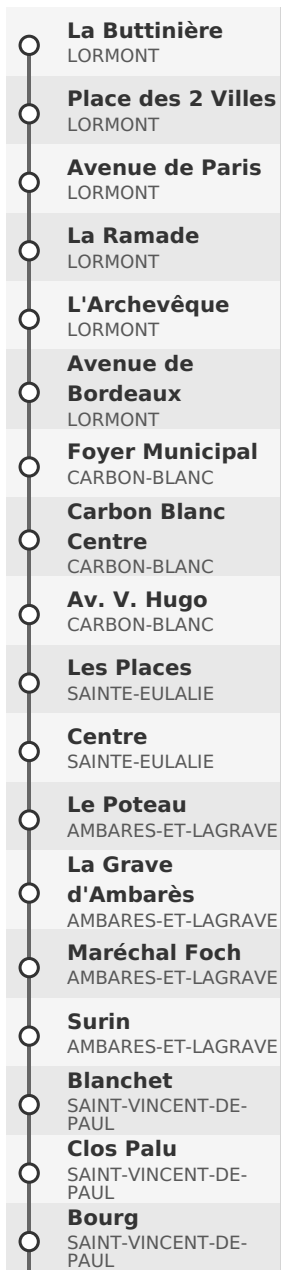 La Buttinière
LORMONT
Place des 2 Villes
LORMONT
Avenue de Paris
LORMONT
La Ramade
LORMONT
L'Archevêque
LORMONT
Avenue de
Bordeaux
LORMONT
Foyer Municipal
CARBON-BLANC
Carbon Blanc
Centre
CARBON-BLANC
Av. V. Hugo
CARBON-BLANC
Les Places
SAINTE-EULALIE
Centre
SAINTE-EULALIE
Le Poteau
AMBARES-ET-LAGRAVE
La Grave
d'Ambarès
AMBARES-ET-LAGRAVE
Maréchal Foch
AMBARES-ET-LAGRAVE
Surin
AMBARES-ET-LAGRAVE
Blanchet
SAINT-VINCENT-DE-
PAUL
Clos Palu
SAINT-VINCENT-DE-
PAUL
Bourg
SAINT-VINCENT-DE-
PAUL